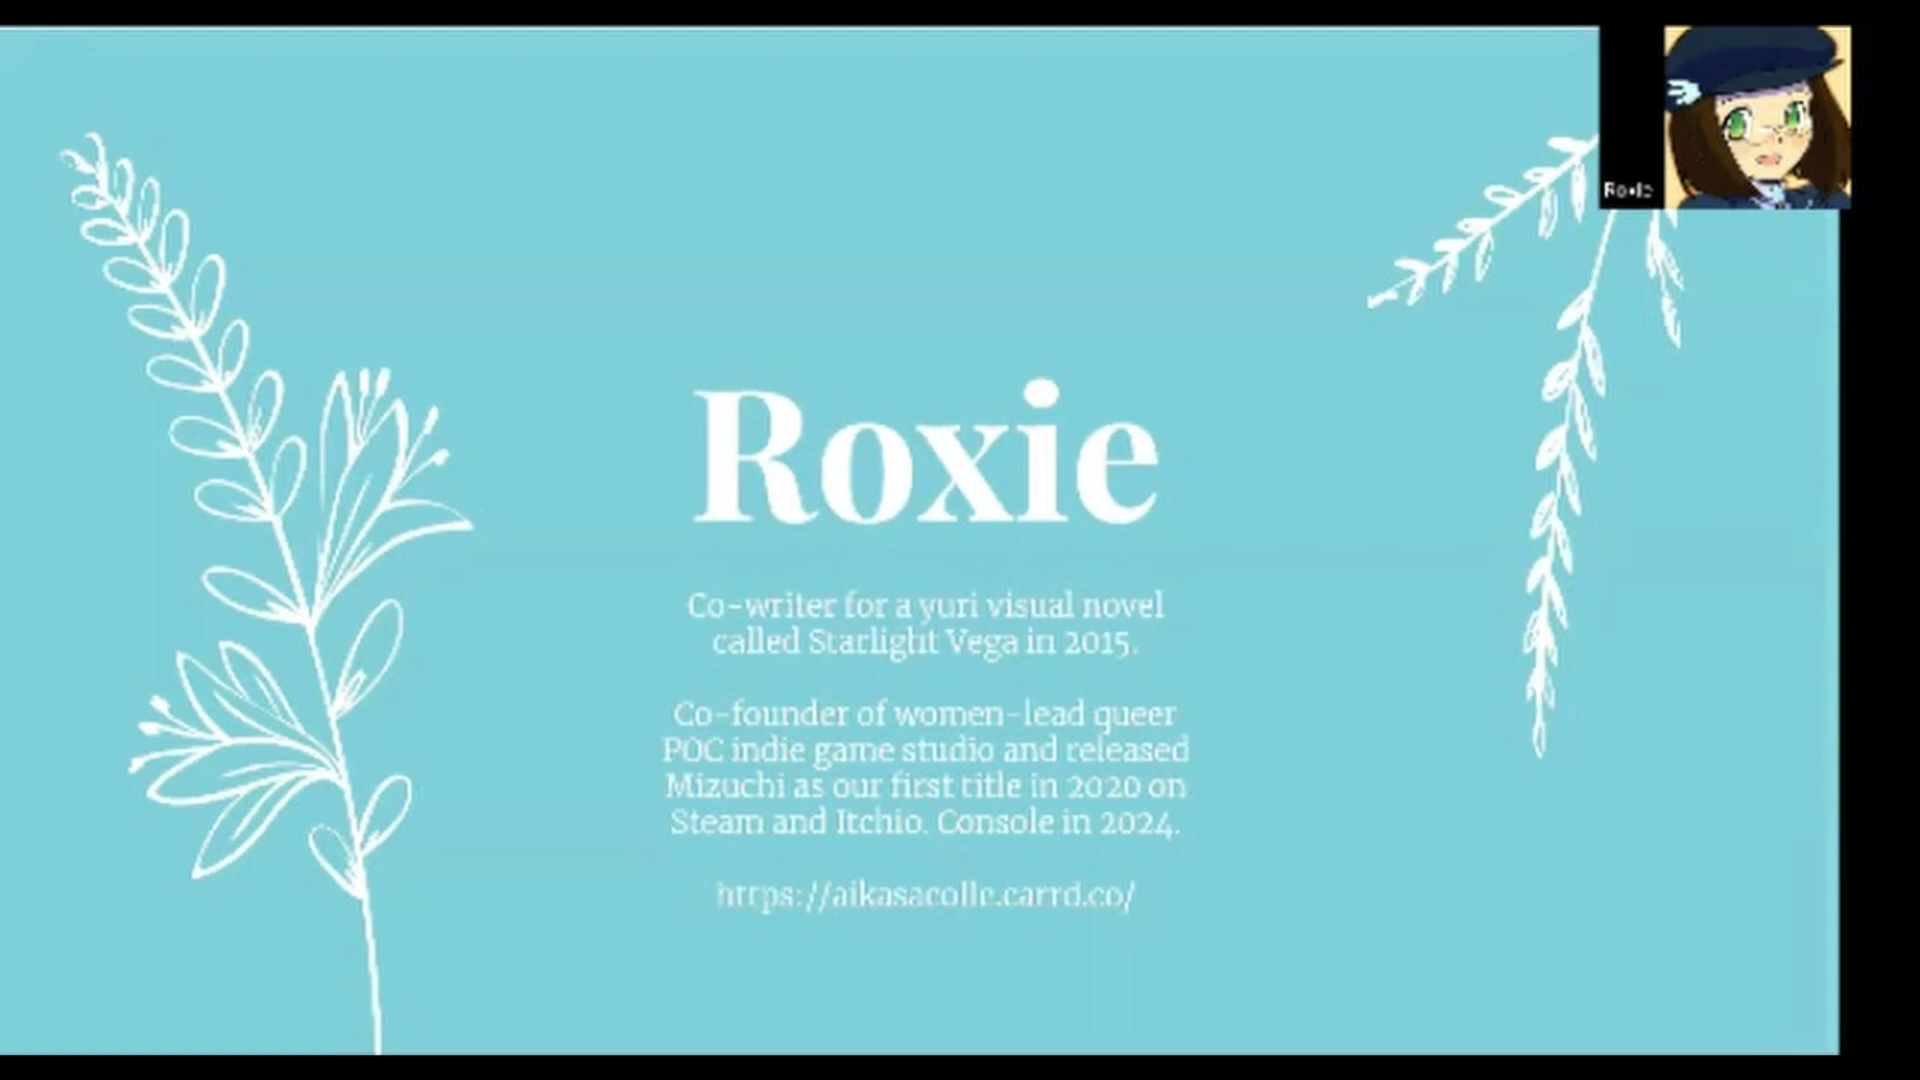 Roxie
Roxie
Co-writer for a yuri visual novel
called Starlight Vega in 2015.
Co-founder of women-lead queer
POC indie game studio and released
Mizuchi as our first title in 2020 on
Steam and Itchio. Console in 2024.
https://aikasacolle.carrd.co/